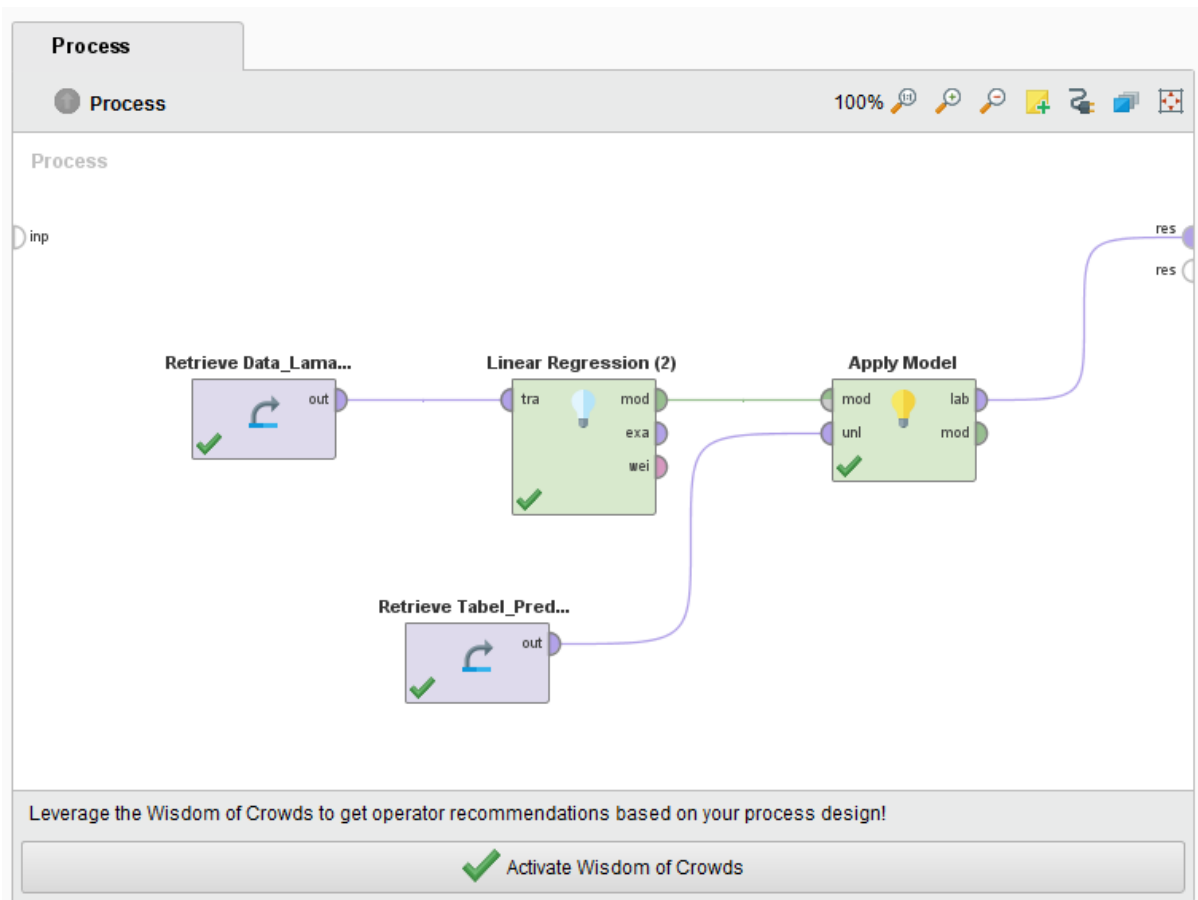 Process
Process
100%
Process
inp
res
res
Retrieve Data_Lama...
out
Linear Regression (2)
tra
mod
exa
wei
Apply Model
mod
lab
unl
mod
Retrieve Tabel_Pred...
out
Leverage the Wisdom of Crowds to get operator recommendations based on your process design!
Activate Wisdom of Crowds